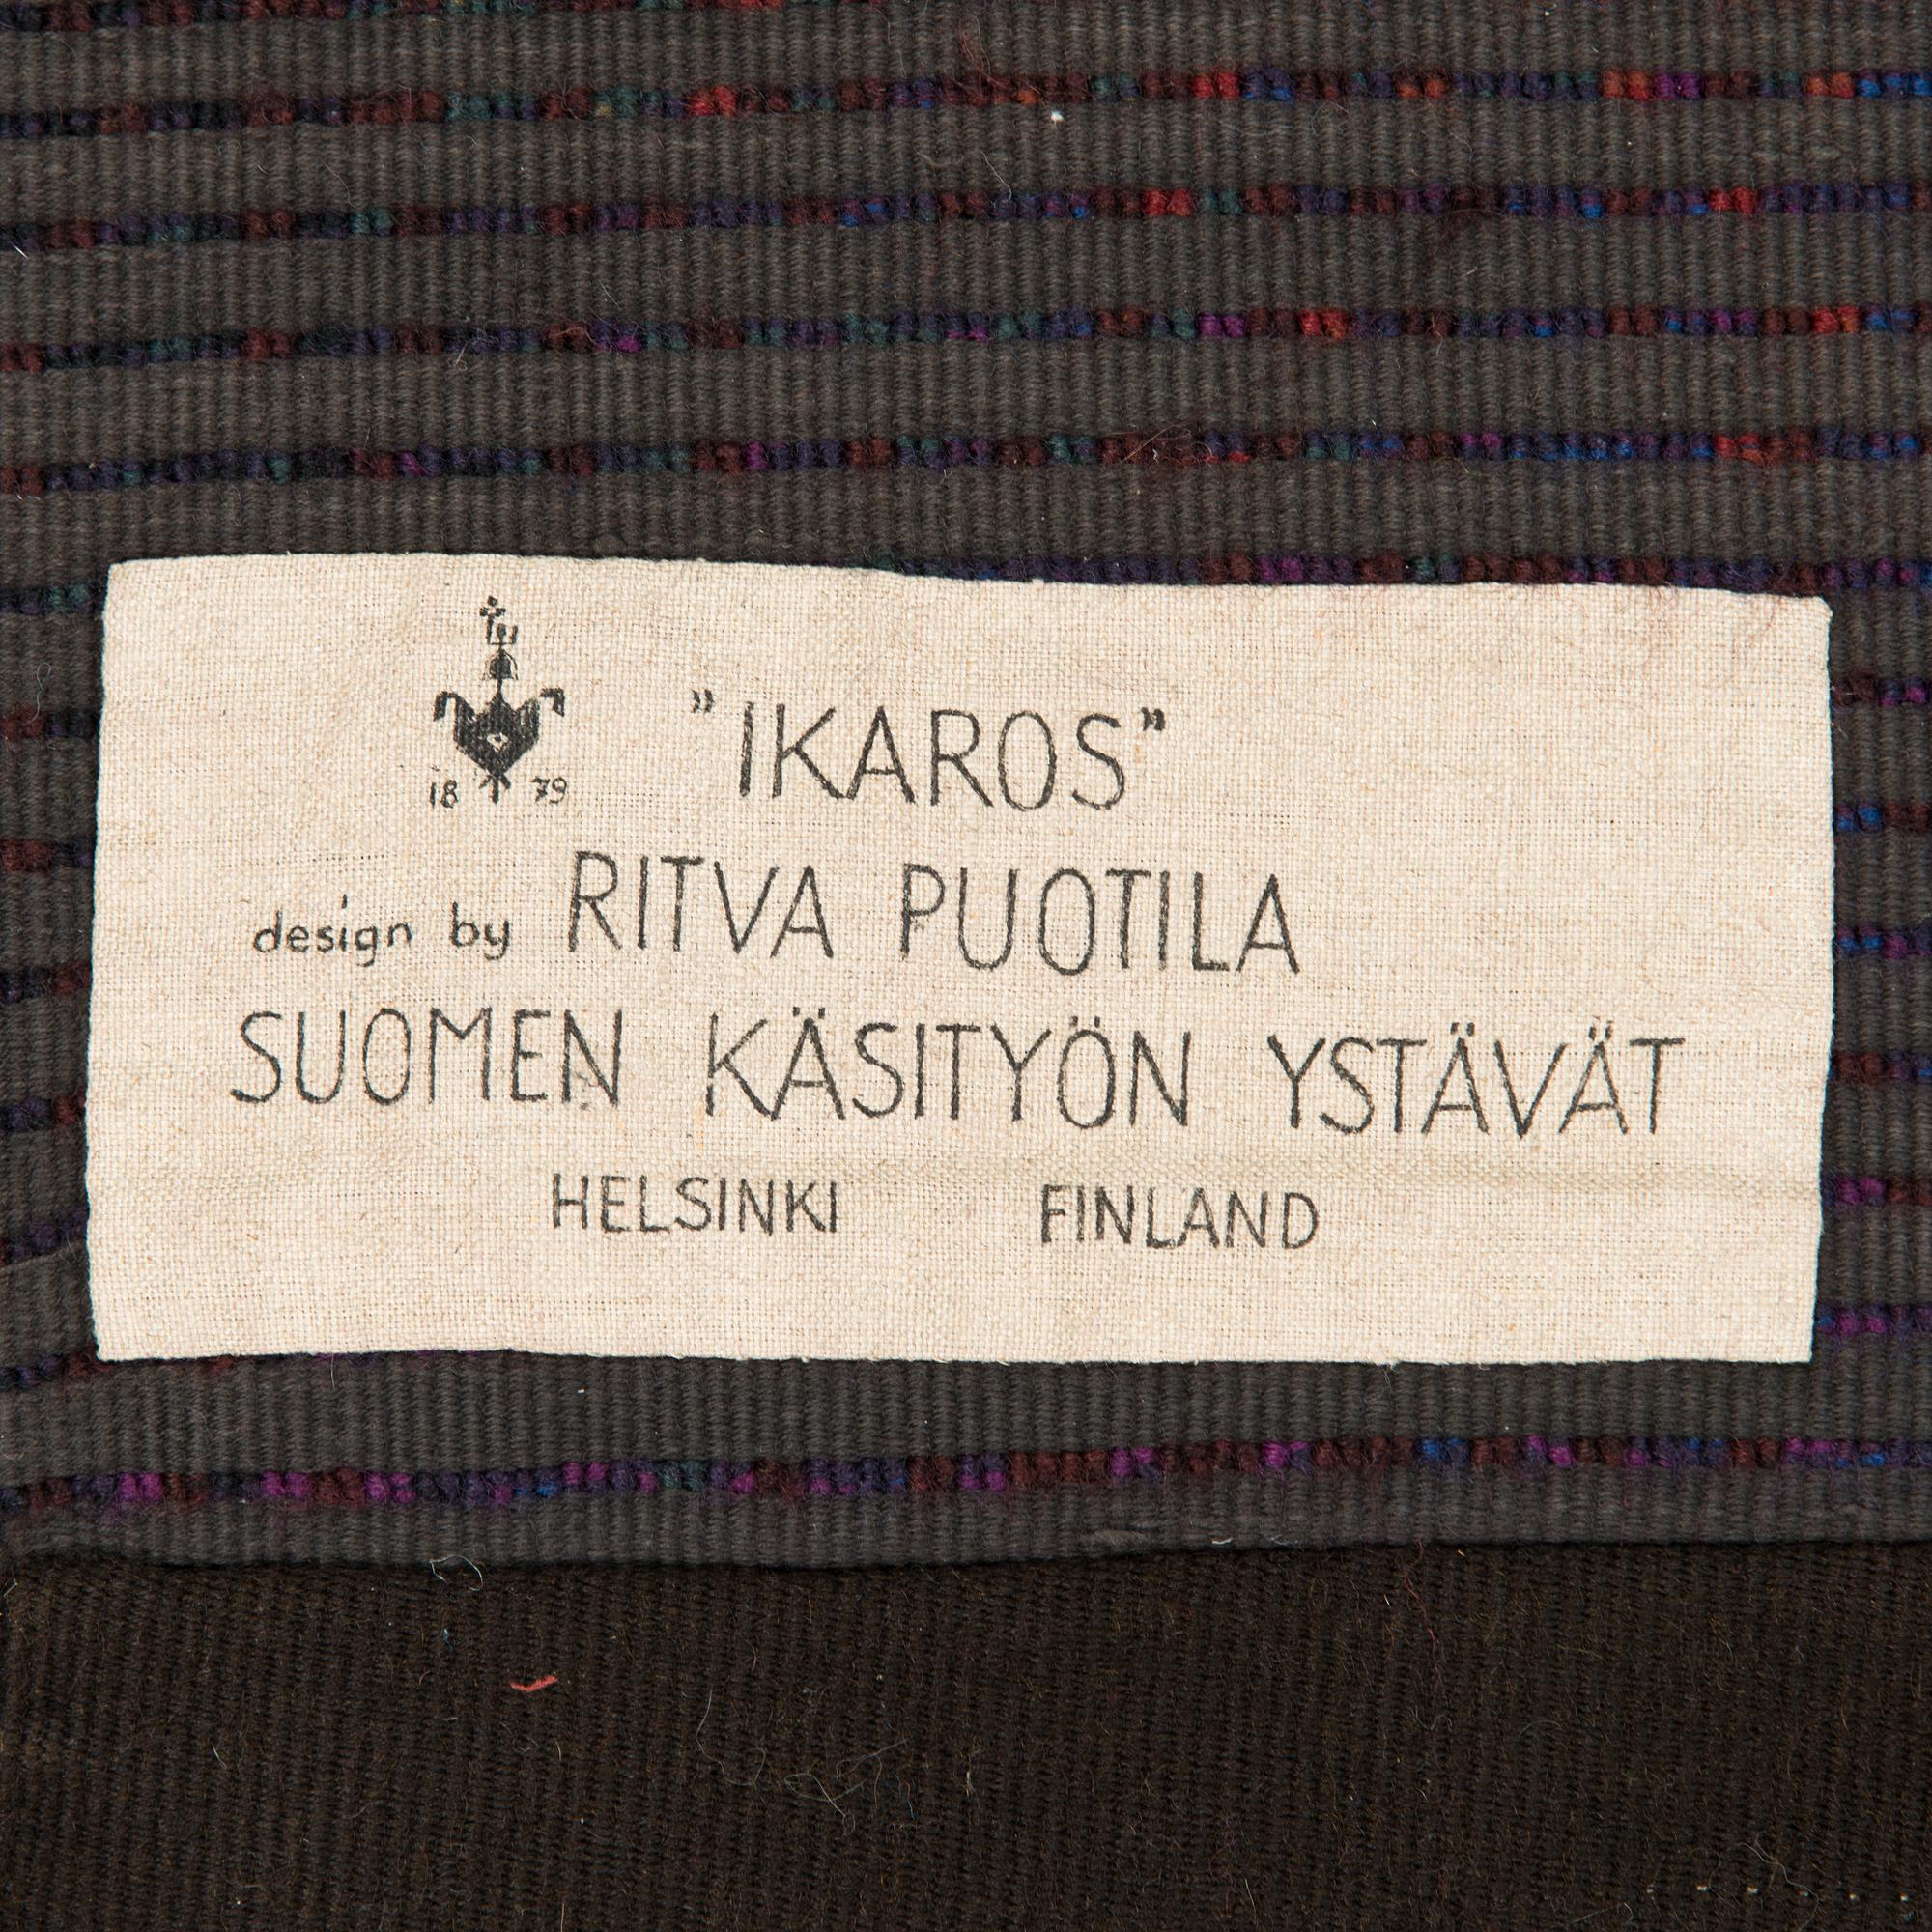 "IKAROS"
18 79
design by RITVA PUOTILA
SUOMEN KÄSITYÖN YSTÄVÄT
HELSINKI FINLAND